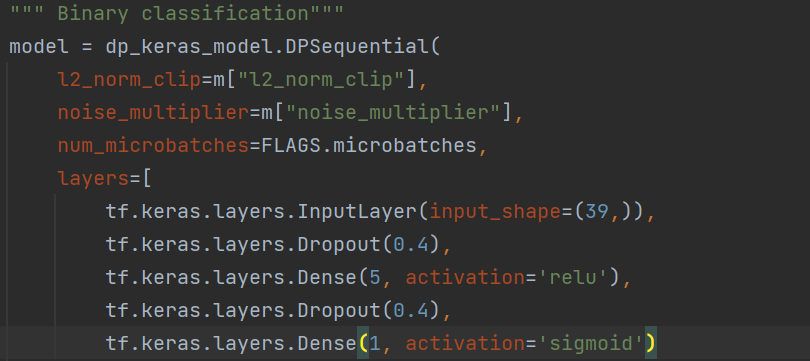 """ Binary classification"""
model = dp_keras_model.DPSequential(
    l2_norm_clip=m["l2_norm_clip"],
    noise_multiplier=m["noise_multiplier"],
    num_microbatches=FLAGS.microbatches,
    layers=[
        tf.keras.layers.InputLayer(input_shape=(39,)),
        tf.keras.layers.Dropout(0.4),
        tf.keras.layers.Dense(5, activation='relu'),
        tf.keras.layers.Dropout(0.4),
        tf.keras.layers.Dense(1, activation='sigmoid')